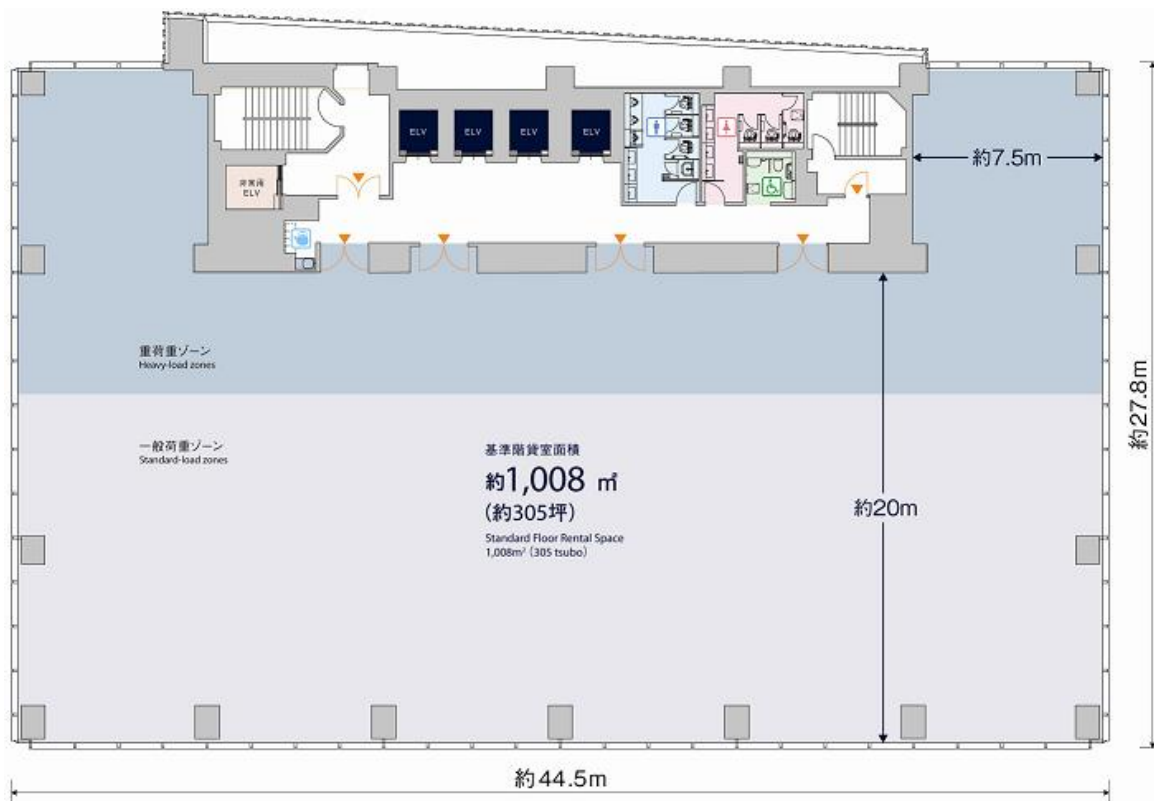 ELV
ELV
ELV
ELV
非常用
ELV
約7.5m
重荷重ゾーン
Heavy-load zones
一般荷重ゾーン
Standard-load zones
基準階貸室面積
約1,008 ㎡
(約305坪)
Standard Floor Rental Space
1,008m² (305 tsubo)
約20m
約27.8m
約44.5m